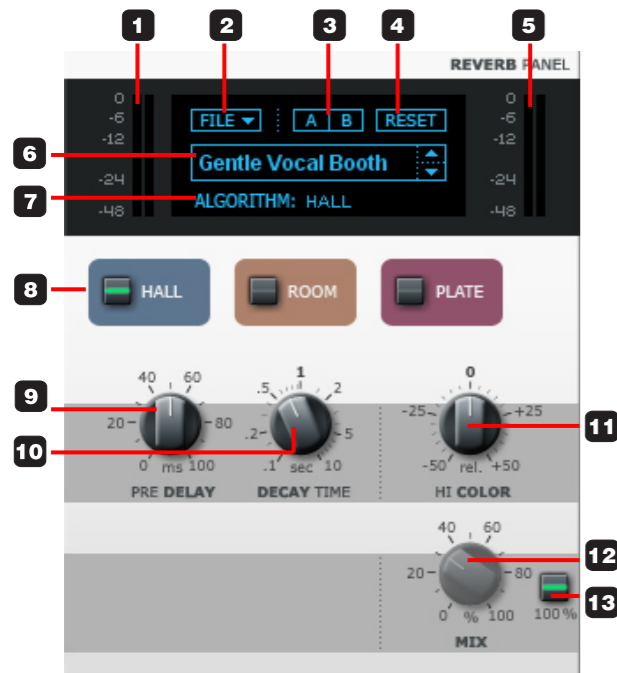 1 2 3 4 5
REVERB PANEL
0 0
-6 FILE A B RESET -6
-12 -12
6 Gentle Vocal Booth
-24 -24
7 ALGORITHM: HALL
-48 -48
8 HALL ROOM PLATE
40 60 1 0
9 .5 2
-25 +25
20 80 11
10 .2 5
0 ms 100 .1 sec 10 -50 rel. +50
PRE DELAY DECAY TIME HI COLOR
40 60
12
20 80
13
0 % 100 100%
MIX